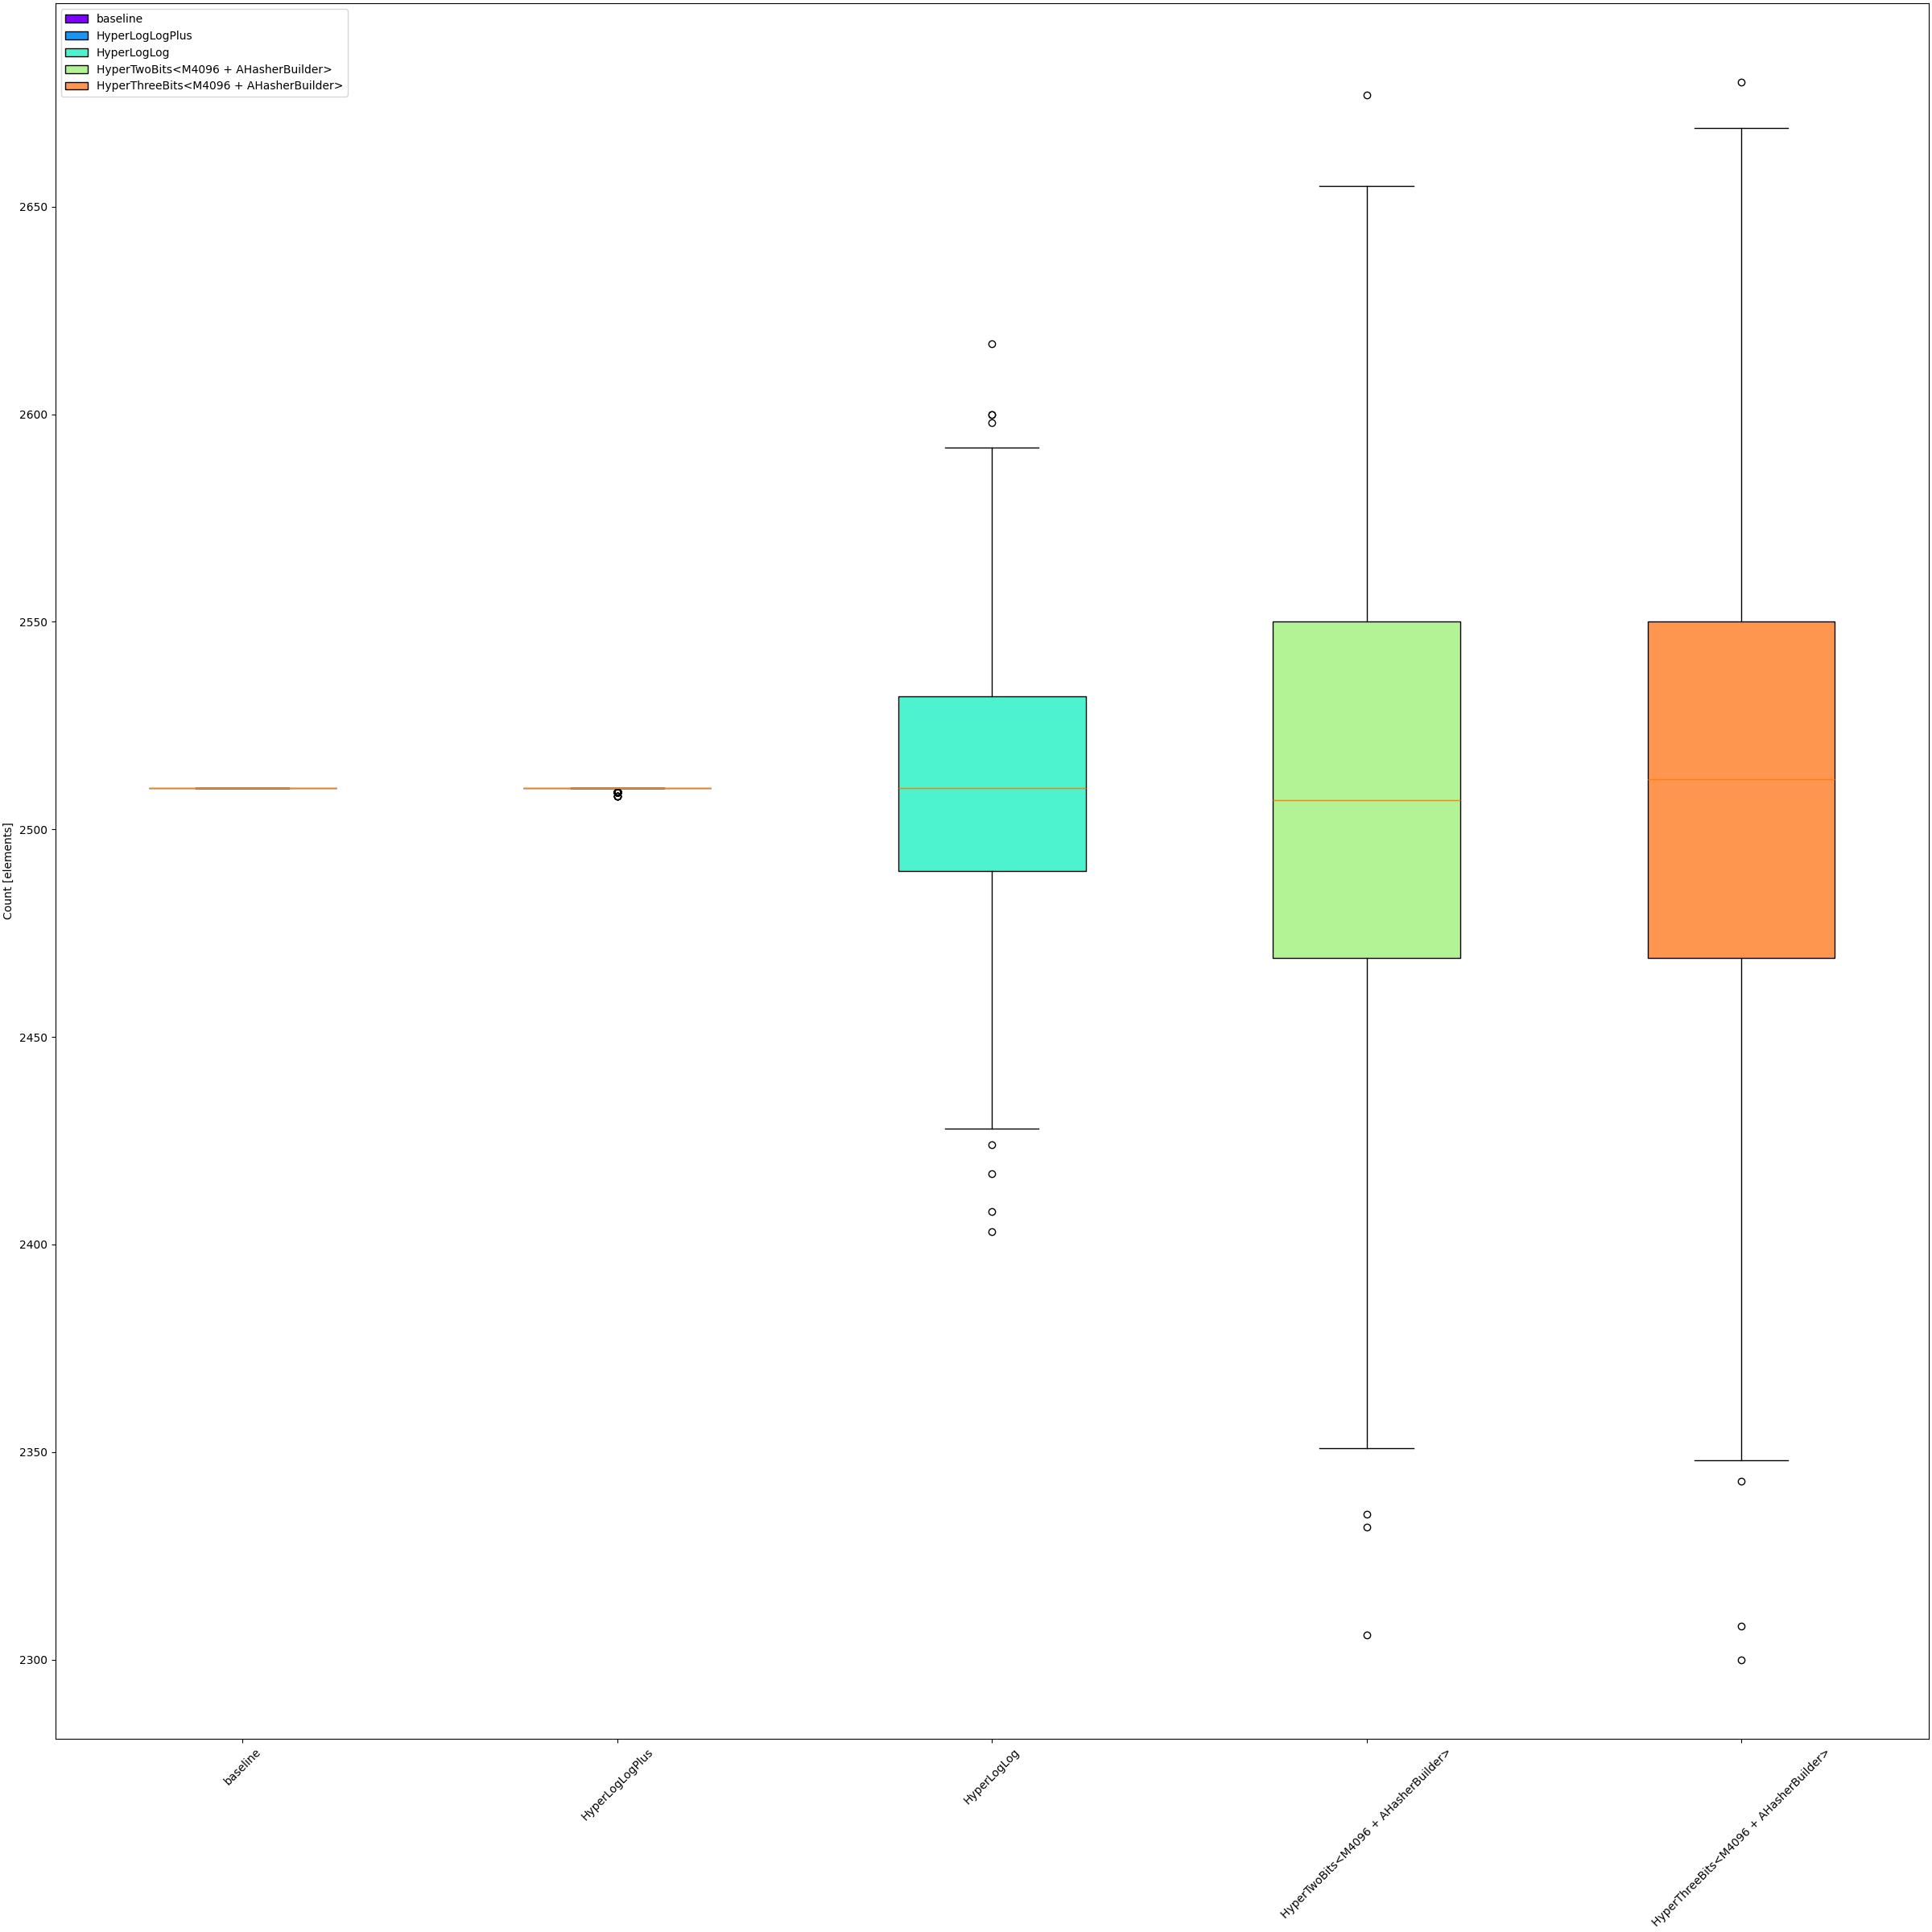 baseline
HyperLogLogPlus
HyperLogLog
HyperTwoBits<M4096 + AHasherBuilder>
HyperThreeBits<M4096 + AHasherBuilder>
Count [elements]
2650
2600
2550
2500
2450
2400
2350
2300
baseline
HyperLogLogPlus
HyperLogLog
HyperTwoBits<M4096 + AHasherBuilder>
HyperThreeBits<M4096 + AHasherBuilder>